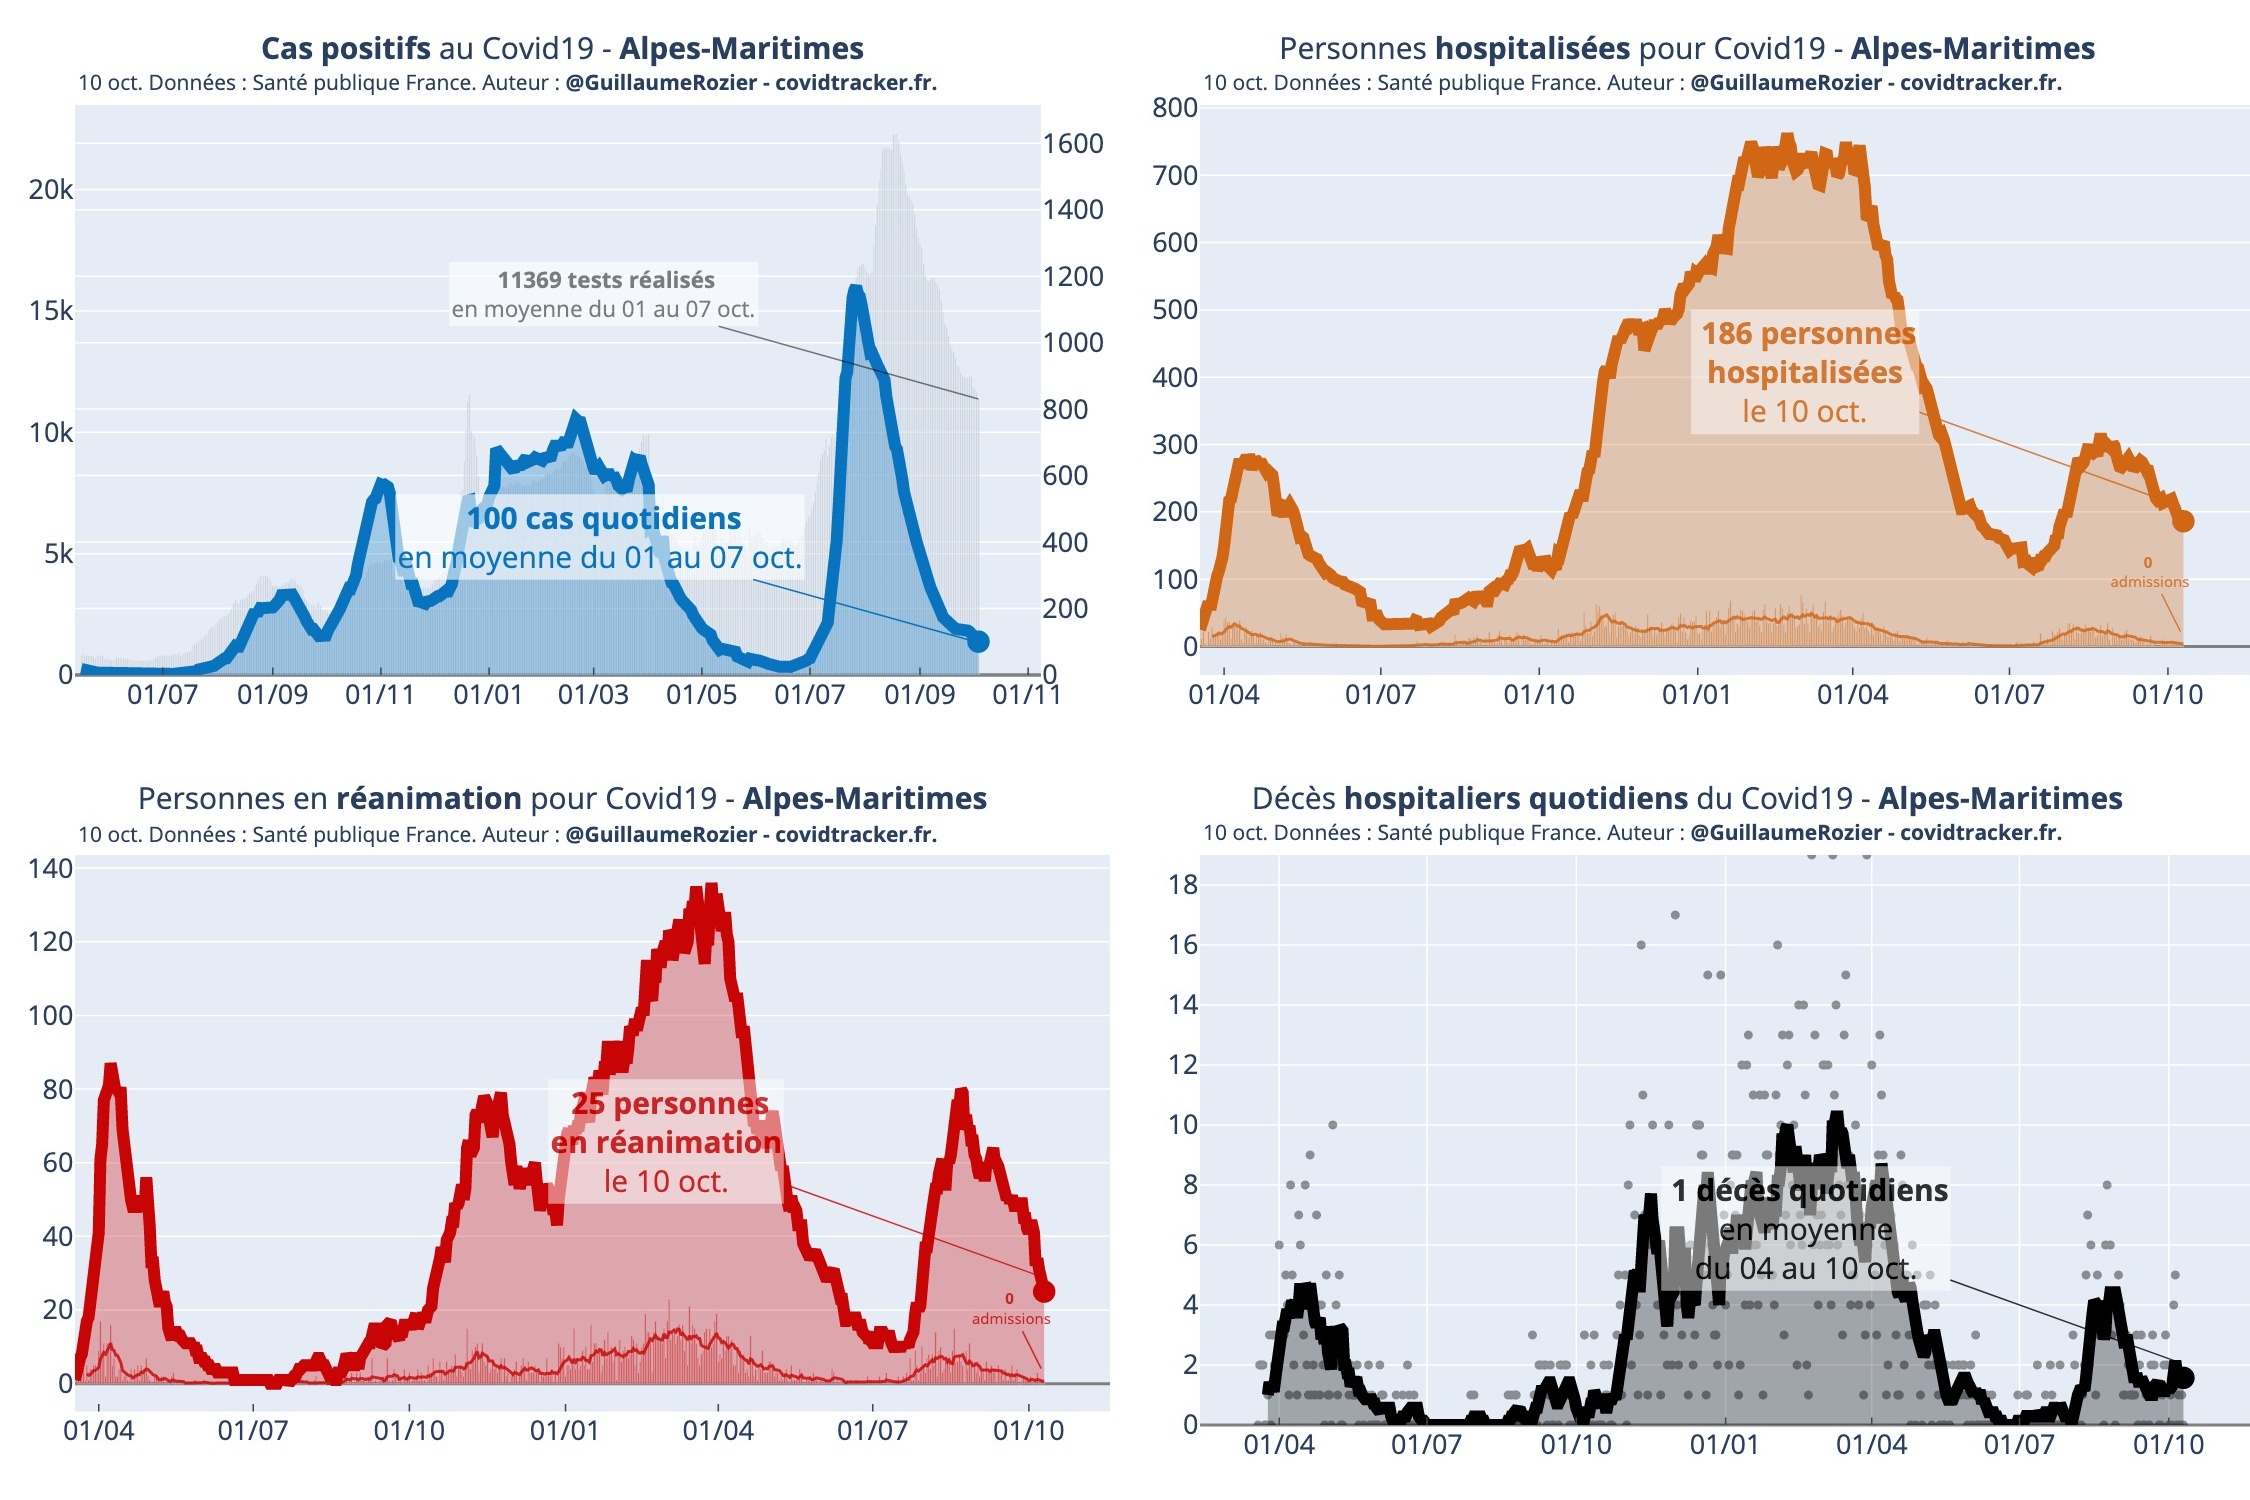 Cas positifs au Covid19 - Alpes-Maritimes
10 oct. Données : Santé publique France. Auteur : @GuillaumeRozier - covidtracker.fr.
20k
15k
10k
5k
0
1600
1400
1200
1000
800
600
400
200
0
11369 tests réalisés
en moyenne du 01 au 07 oct.
100 cas quotidiens
en moyenne du 01 au 07 oct.
01/07 01/09 01/11 01/01 01/03 01/05 01/07 01/09 01/11
Personnes hospitalisées pour Covid19 - Alpes-Maritimes
10 oct. Données : Santé publique France. Auteur : @GuillaumeRozier - covidtracker.fr.
800
700
600
500
400
300
200
100
0
186 personnes
hospitalisées
le 10 oct.
0
admissions
01/04 01/07 01/10 01/01 01/04 01/07 01/10
Personnes en réanimation pour Covid19 - Alpes-Maritimes
10 oct. Données : Santé publique France. Auteur : @GuillaumeRozier - covidtracker.fr.
140
120
100
80
60
40
20
0
25 personnes
en réanimation
le 10 oct.
0
admissions
01/04 01/07 01/10 01/01 01/04 01/07 01/10
Décès hospitaliers quotidiens du Covid19 - Alpes-Maritimes
10 oct. Données : Santé publique France. Auteur : @GuillaumeRozier - covidtracker.fr.
18
16
14
12
10
8
6
4
2
0
1 décès quotidiens
en moyenne
du 04 au 10 oct.
01/04 01/07 01/10 01/01 01/04 01/07 01/10